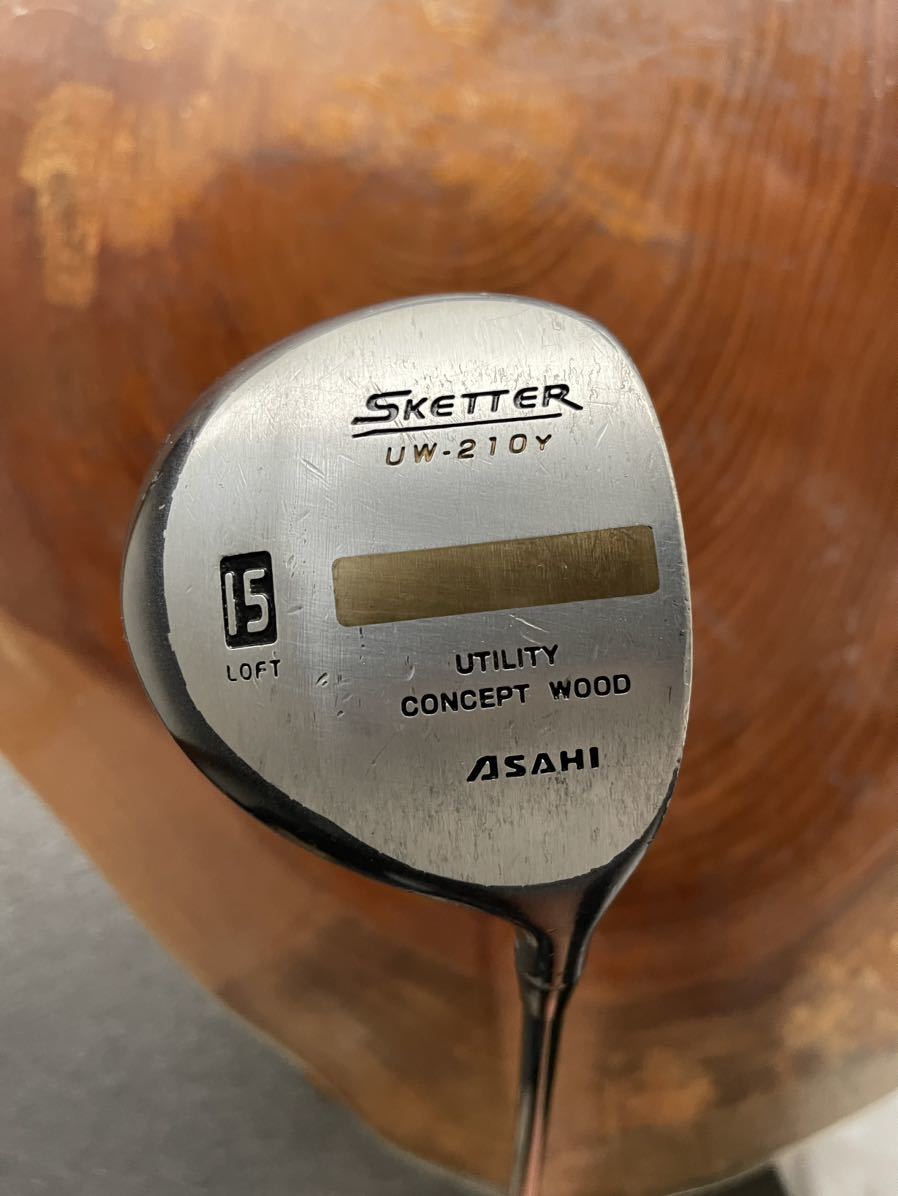 SKETTER
UW-210Y
15
LOFT
UTILITY
CONCEPT WOOD
ASAHI